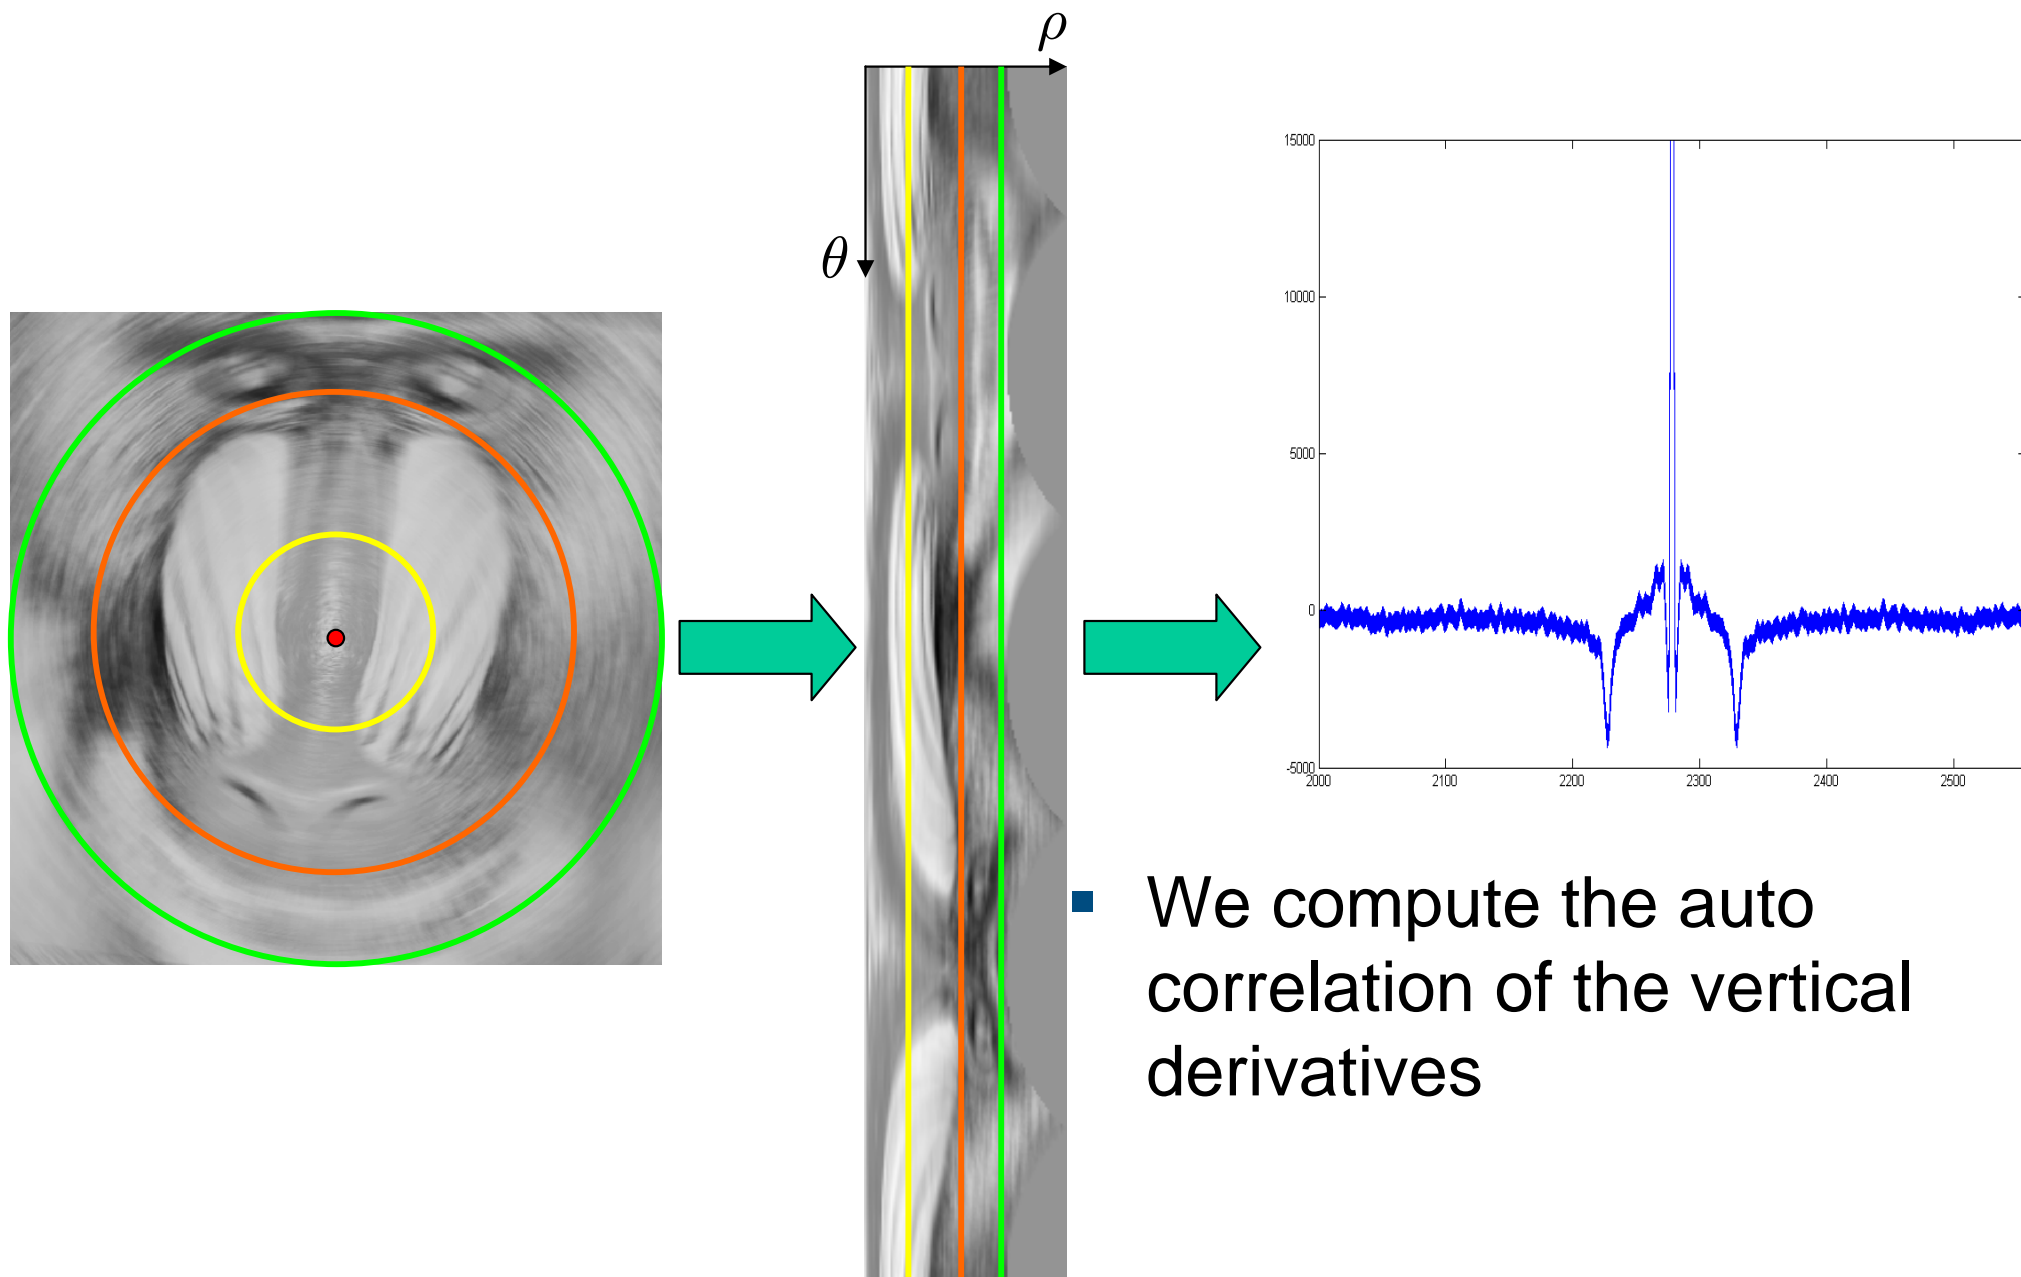 ρ
θ
15000
10000
5000
0
-5000
2000 2100 2200 2300 2400 2500
We compute the auto
correlation of the vertical
derivatives